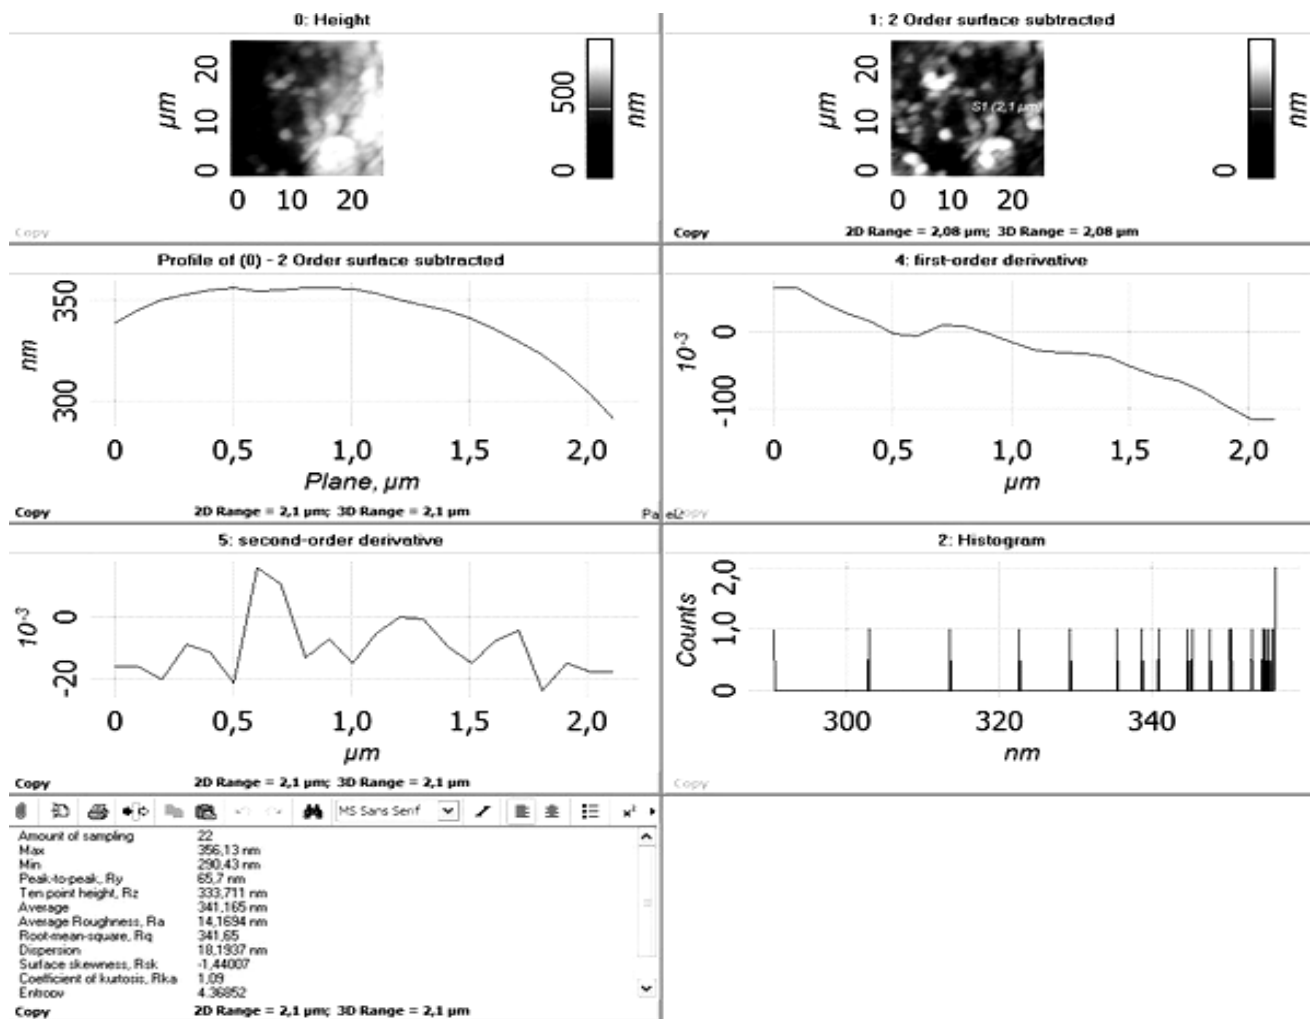 0: Height
20
10
0
µm
0 10 20
500
0
nm
Copy
1: 2 Order surface subtracted
20
10
0
µm
S1 (2,1 µm)
0 10 20
0
nm
Copy 2D Range = 2,08 µm; 3D Range = 2,08 µm
Profile of (0) - 2 Order surface subtracted
350
300
nm
0 0,5 1,0 1,5 2,0
Plane, µm
Copy 2D Range = 2,1 µm; 3D Range = 2,1 µm
4: first-order derivative
0
-100
10-3
0 0,5 1,0 1,5 2,0
µm
Copy
5: second-order derivative
0
-20
10-3
0 0,5 1,0 1,5 2,0
µm
Copy 2D Range = 2,1 µm; 3D Range = 2,1 µm
2: Histogram
2,0
1,0
0
Counts
300 320 340
nm
Copy
MS Sans Serif
x²
Amount of sampling 22
Max 356,13 nm
Min 290,43 nm
Peak-to-peak, Ry 65,7 nm
Ten point height, Rz 333,711 nm
Average 341,165 nm
Average Roughness, Ra 14,1694 nm
Root-mean-square, Rq 341,65
Dispersion 18,1937 nm
Surface skewness, Rsk -1,44007
Coefficient of kurtosis, Rka 1,09
Entropy 4.36852
Copy 2D Range = 2,1 µm; 3D Range = 2,1 µm